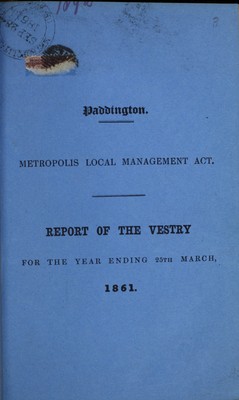 Paddington.
METROPOLIS LOCAL MANAGEMENT ACT.
REPORT OF THE VESTRY
FOR THE YEAR ENDING 25TH MARCH,
1861.